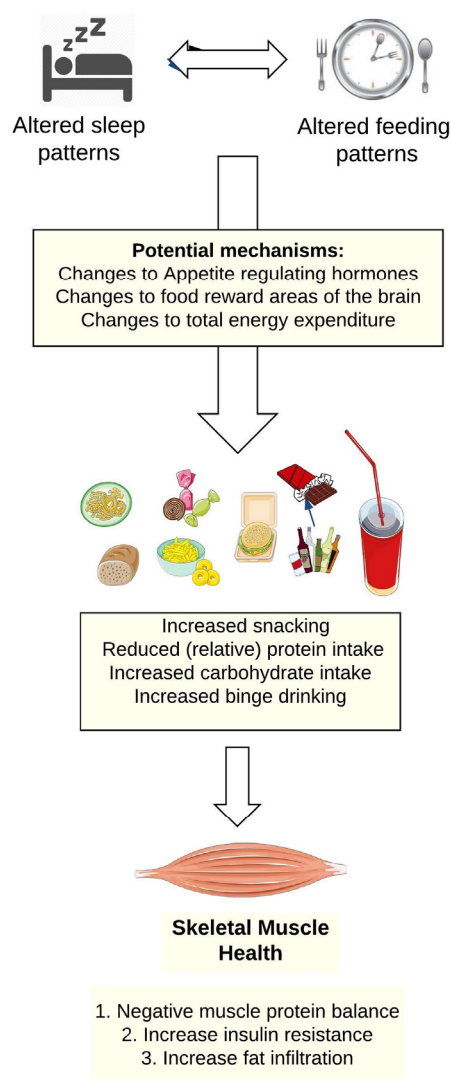 zzZZ
Altered sleep
patterns
Altered feeding
patterns
Potential mechanisms:
Changes to Appetite regulating hormones
Changes to food reward areas of the brain
Changes to total energy expenditure
Increased snacking
Reduced (relative) protein intake
Increased carbohydrate intake
Increased binge drinking
Skeletal Muscle
Health
1. Negative muscle protein balance
2. Increase insulin resistance
3. Increase fat infiltration